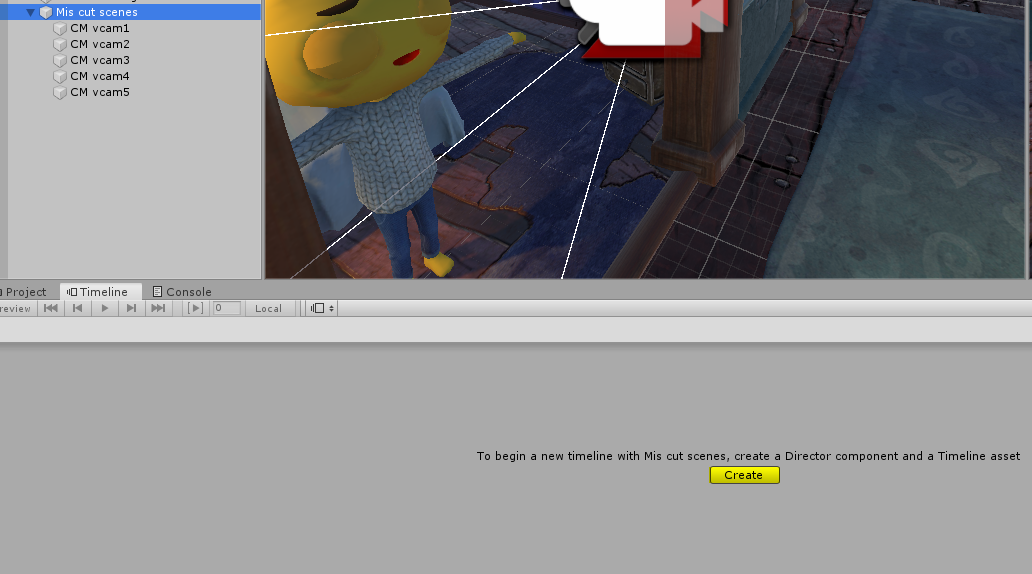 Mis cut scenes
CM vcam1
CM vcam2
CM vcam3
CM vcam4
CM vcam5
Project
Timeline
Console
review
0
Local
To begin a new timeline with Mis cut scenes, create a Director component and a Timeline asset
Create